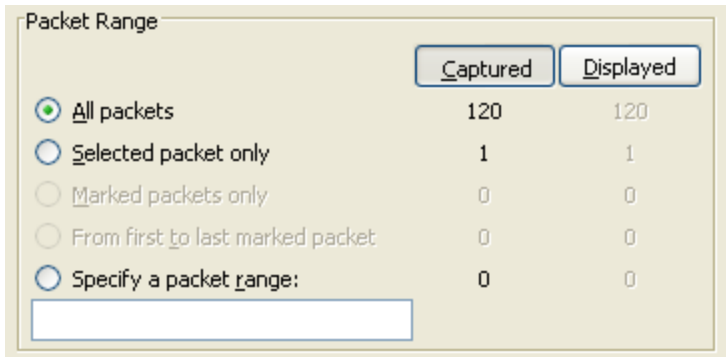 Packet Range
Captured Displayed
All packets 120 120
Selected packet only 1 1
Marked packets only 0 0
From first to last marked packet 0 0
Specify a packet range: 0 0